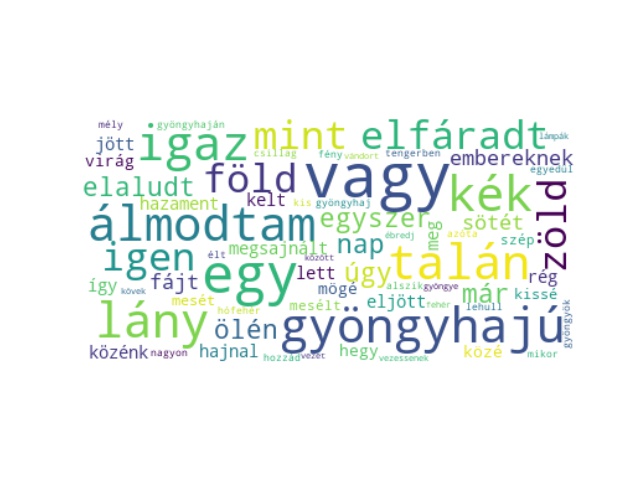 mély gyöngyhaján
jött igaz mint elfáradt lámpák
virág csillag fény vándort tengerben embereknek
egyedül
elaludt föld vagy kék zöld
hazament kelt kis gyöngyhaj
álmodtam egyszer meg sötét
azóta szép
igen élt megsajnált nap ébredj talán
között
így fájt egy lett úgy alszik gyöngye már rég
kövek mesét mögé kissé
hófehér mesélt eljött fehér lehull
lány ölén gyöngyhajú gyöngyök
közénk nagyon hajnal hozzád vezet hegy vezessenek közé mikor